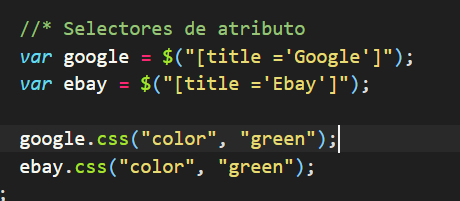 //* Selectores de atributo
var google = $("[title ='Google']");
var ebay = $("[title ='Ebay']");
google.css("color", "green");
ebay.css("color", "green");
;